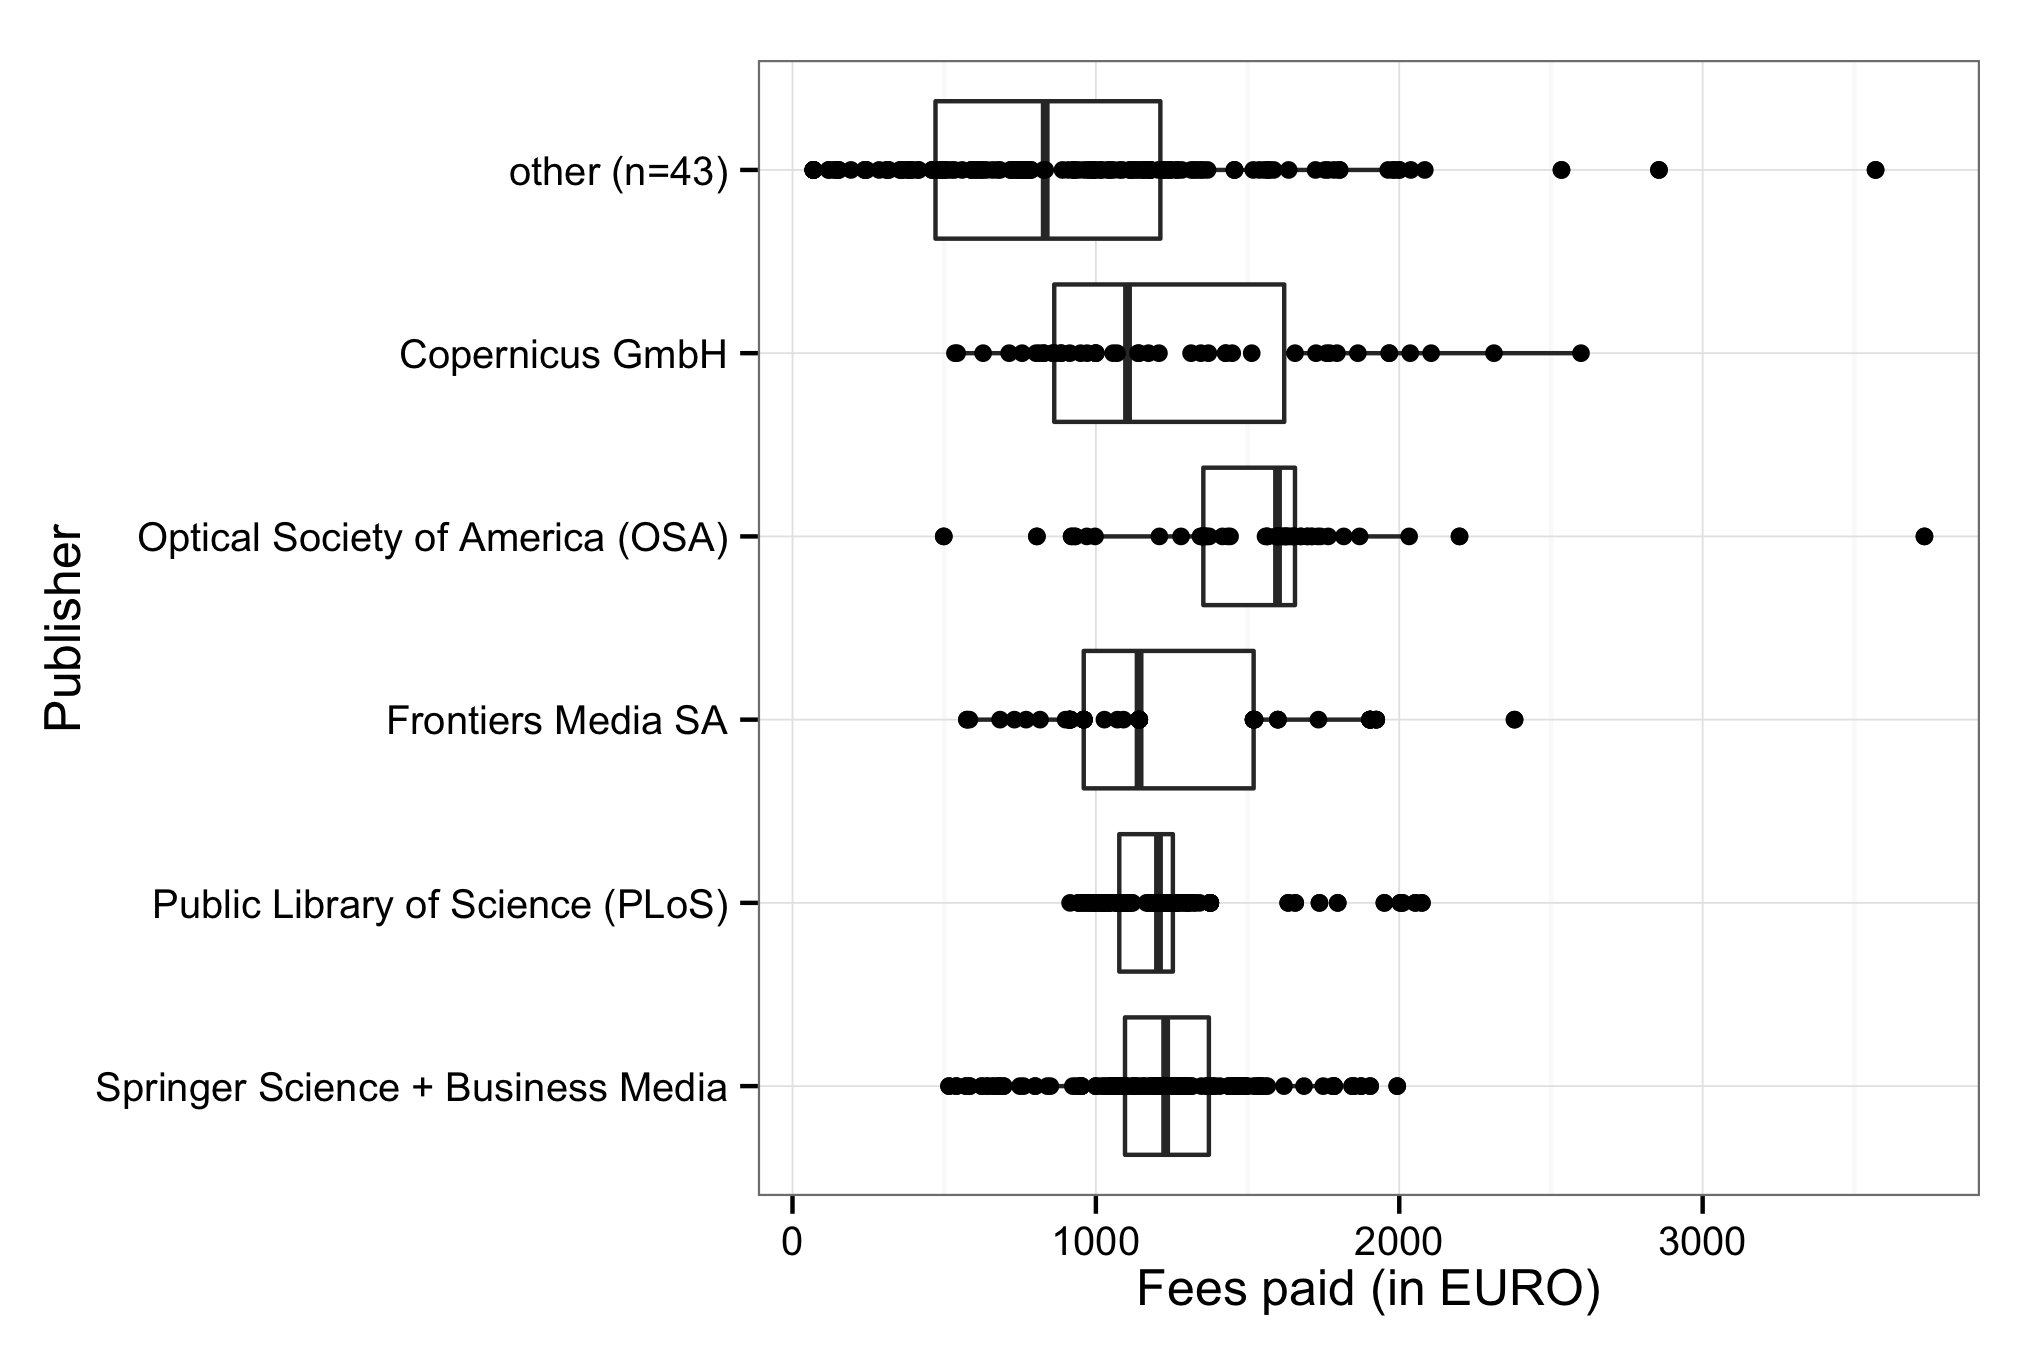 other (n=43)
Copernicus GmbH
Optical Society of America (OSA)
Frontiers Media SA
Public Library of Science (PLoS)
Springer Science + Business Media
Publisher
0
1000
2000
3000
Fees paid (in EURO)